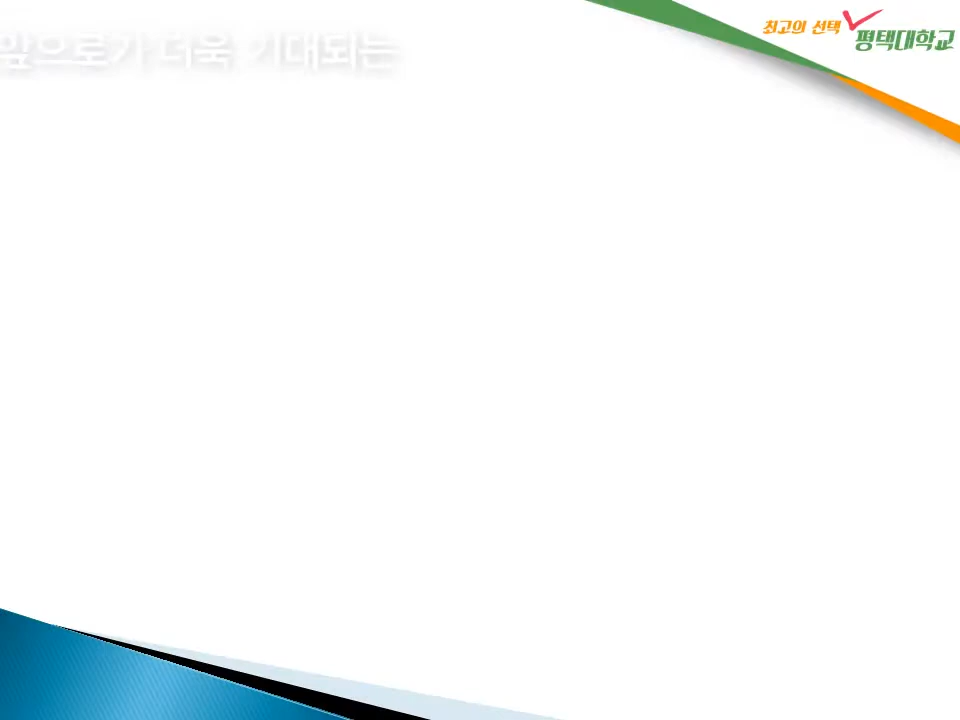 앞으로가 더욱 기대되는
최고의 선택
평택대학교